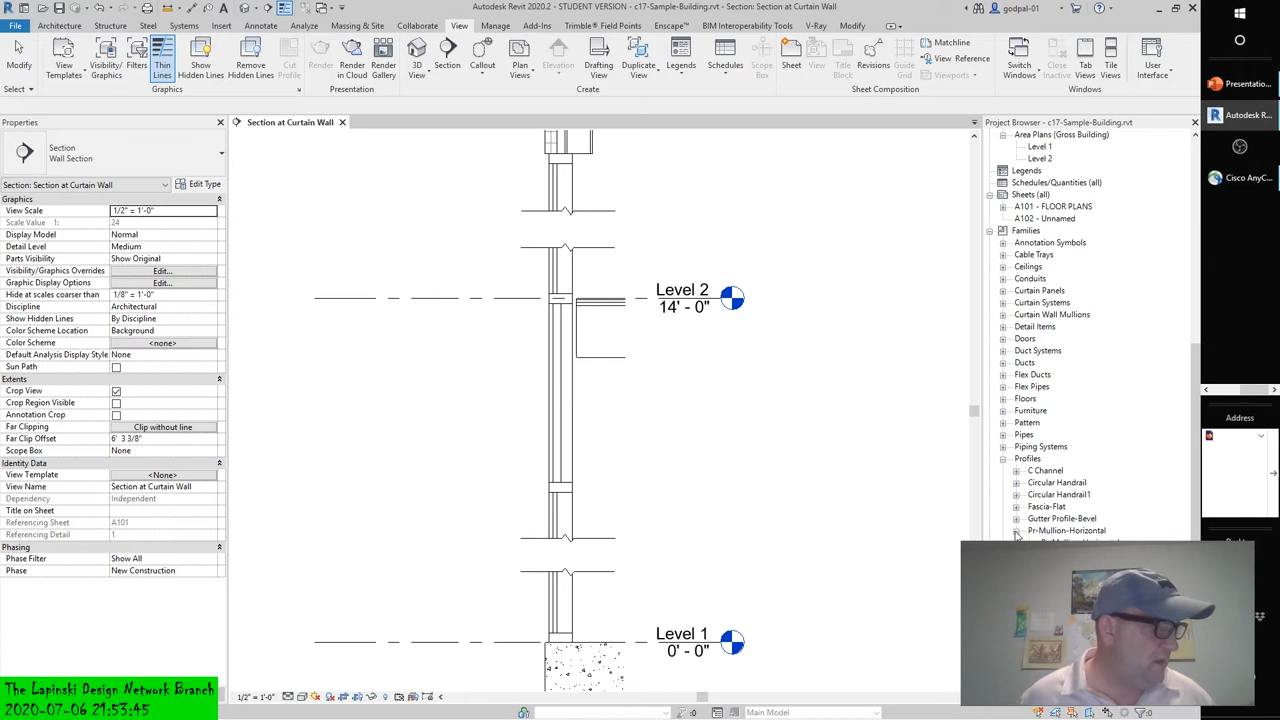 Autodesk Revit 2020.2 - STUDENT VERSION - c17-Sample-Building.rvt - Section: Section at Curtain Wall
godpal-01
File Architecture Structure Steel Systems Insert Annotate Analyze Massing & Site Collaborate View Manage Add-Ins Trimble® Field Points Enscape™ BIM Interoperability Tools V-Ray Modify
Modify
View Templates
Visibility/ Graphics
Filters
Thin Lines
Show Hidden Lines
Remove Hidden Lines
Cut Profile
Render
Render in Cloud
Render Gallery
3D View
Section
Callout
Plan Views
Elevation
Drafting View
Duplicate View
Legends
Schedules
Scope Box
Sheet
View
Title Block
Revisions
Guide Grid
Matchline
View Reference
Viewports
Switch Windows
Close Inactive
Tab Views
Tile Views
User Interface
Select Graphics Presentation Create Sheet Composition Windows
Properties
Section
Wall Section
Section: Section at Curtain Wall
Edit Type
Graphics
View Scale 1/2" = 1'-0"
Scale Value 1: 24
Display Model Normal
Detail Level Medium
Parts Visibility Show Original
Visibility/Graphics Overrides Edit...
Graphic Display Options Edit...
Hide at scales coarser than 1/8" = 1'-0"
Discipline Architectural
Show Hidden Lines By Discipline
Color Scheme Location Background
Color Scheme <none>
Default Analysis Display Style None
Sun Path
Extents
Crop View
Crop Region Visible
Annotation Crop
Far Clipping Clip without line
Far Clip Offset 6' 3 3/8"
Scope Box None
Identity Data
View Template <None>
View Name Section at Curtain Wall
Dependency Independent
Title on Sheet
Referencing Sheet A101
Referencing Detail 1
Phasing
Phase Filter Show All
Phase New Construction
The Lapinski Design Network Branch
2020-07-06 21:53:45
Section at Curtain Wall
Level 2
14' - 0"
Level 1
0' - 0"
1/2" = 1'-0"
:0
Main Model
:0
Project Browser - c17-Sample-Building.rvt
Area Plans (Gross Building)
Level 1
Level 2
Legends
Schedules/Quantities (all)
Sheets (all)
A101 - FLOOR PLANS
A102 - Unnamed
Families
Annotation Symbols
Cable Trays
Ceilings
Conduits
Curtain Panels
Curtain Systems
Curtain Wall Mullions
Detail Items
Doors
Duct Systems
Ducts
Flex Ducts
Flex Pipes
Floors
Furniture
Pattern
Pipes
Piping Systems
Profiles
C Channel
Circular Handrail
Circular Handrail1
Fascia-Flat
Gutter Profile-Bevel
Pr-Mullion-Horizontal
Presentatio...
Autodesk R...
Cisco AnyC...
Address